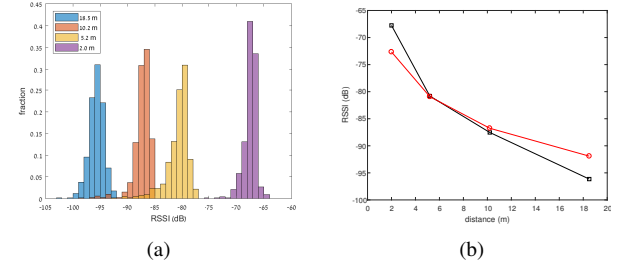 18.5 m
10.2 m
5.2 m
2.0 m
fraction
0.45
0.4
0.35
0.3
0.25
0.2
0.15
0.1
0.05
0
-105 -100 -95 -90 -85 -80 -75 -70 -65 -60
RSSI (dB)
(a)
RSSI (dB)
-65
-70
-75
-80
-85
-90
-95
-100
0 2 4 6 8 10 12 14 16 18 20
distance (m)
(b)